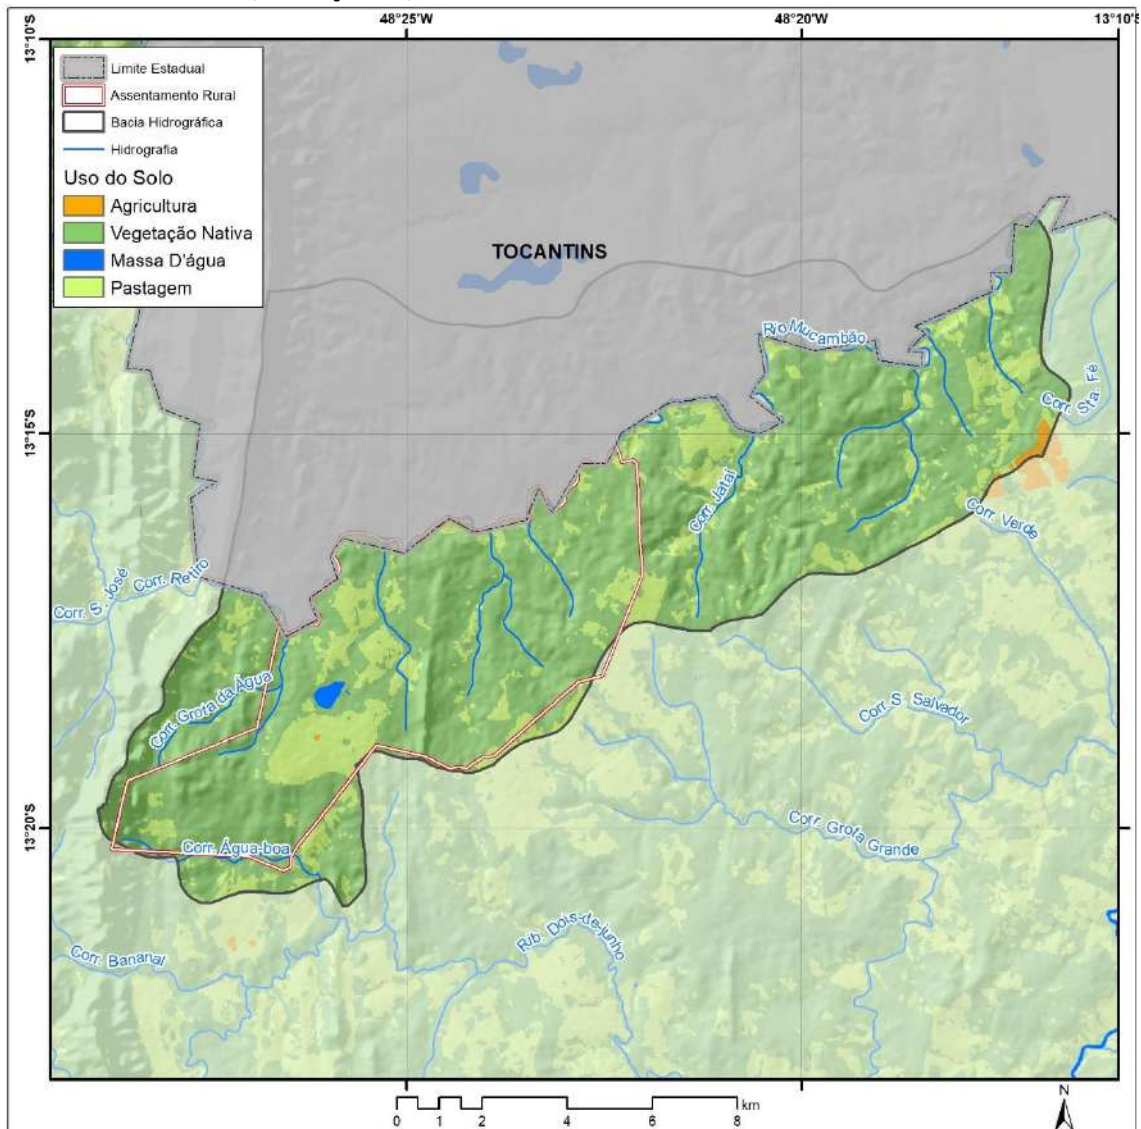 48°25'W
48°20'W
13°10'S
13°10'S
Limite Estadual
Assentamento Rural
Bacia Hidrográfica
Hidrografia
Uso do Solo
Agricultura
Vegetação Nativa
Massa D'água
Pastagem
TOCANTINS
Rio Mucambão
Corr. Sta. Fé
13°15'S
Corr. Jataí
Corr. Verde
Corr. S. José
Corr. Retiro
Corr. Grota da Água
Corr. S. Salvador
13°20'S
Corr. Grota Grande
Corr. Água-boa
Rib. Dois-de-junho
Corr. Bananal
N
km
0 1 2 4 6 8